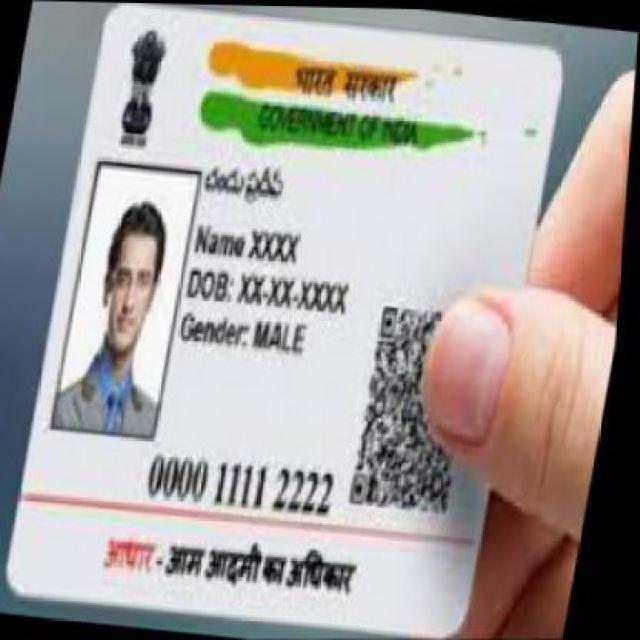 भारत सरकार
GOVERNMENT OF INDIA
చందు ప్రదీప్
Name XXXX
DOB: XX-XX-XXXX
Gender: MALE
0000 1111 2222
आधार - आम आदमी का अधिकार